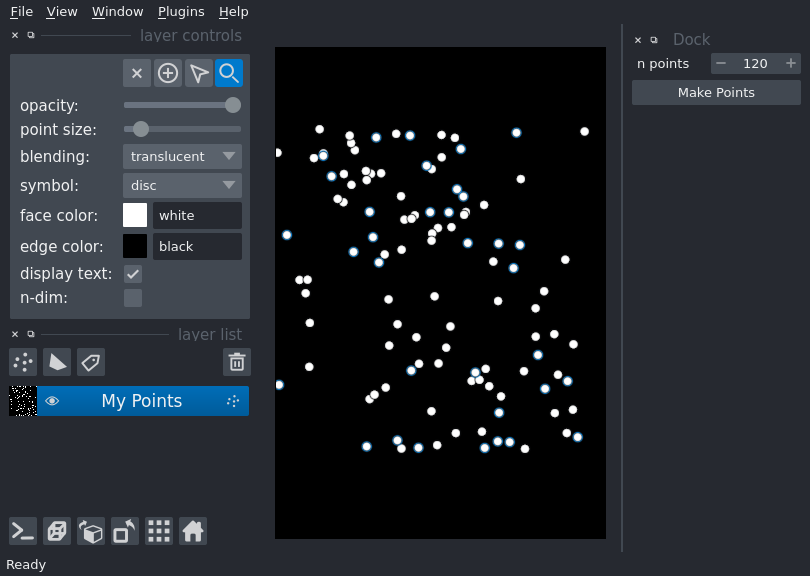 File View Window Plugins Help
layer controls
opacity:
point size:
blending: translucent
symbol: disc
face color: white
edge color: black
display text:
n-dim:
layer list
My Points
Ready
Dock
n points 120
Make Points